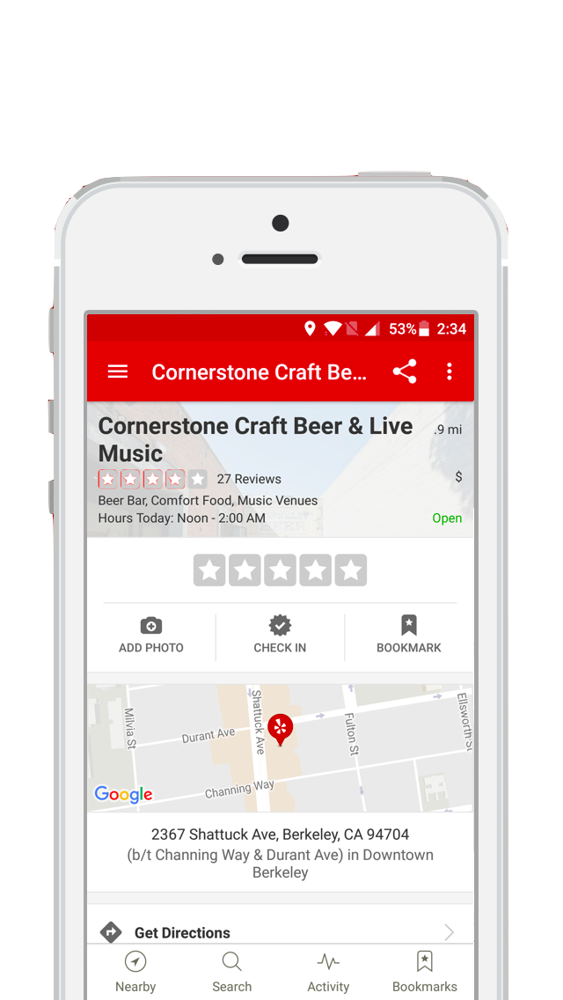 53% 2:34
Cornerstone Craft Be...
Cornerstone Craft Beer & Live
Music
.9 mi
27 Reviews
$
Beer Bar, Comfort Food, Music Venues
Hours Today: Noon - 2:00 AM
Open
ADD PHOTO
CHECK IN
BOOKMARK
Milvia St
Durant Ave
Shattuck Ave
Fulton St
Ellsworth St
Channing Way
Google
2367 Shattuck Ave, Berkeley, CA 94704
(b/t Channing Way & Durant Ave) in Downtown
Berkeley
Get Directions
Nearby
Search
Activity
Bookmarks